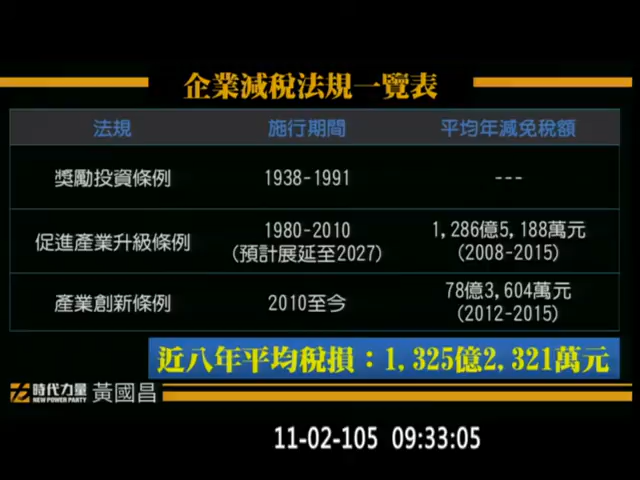 企業減稅法規一覽表
法規 施行期間 平均年減免稅額
獎勵投資條例 1938-1991 ---
促進產業升級條例 1980-2010 (預計展延至2027) 1,286億5,188萬元 (2008-2015)
產業創新條例 2010至今 78億3,604萬元 (2012-2015)
近八年平均稅損：1,325億2,321萬元
時代力量 NEW POWER PARTY 黃國昌
11-02-105 09:33:05